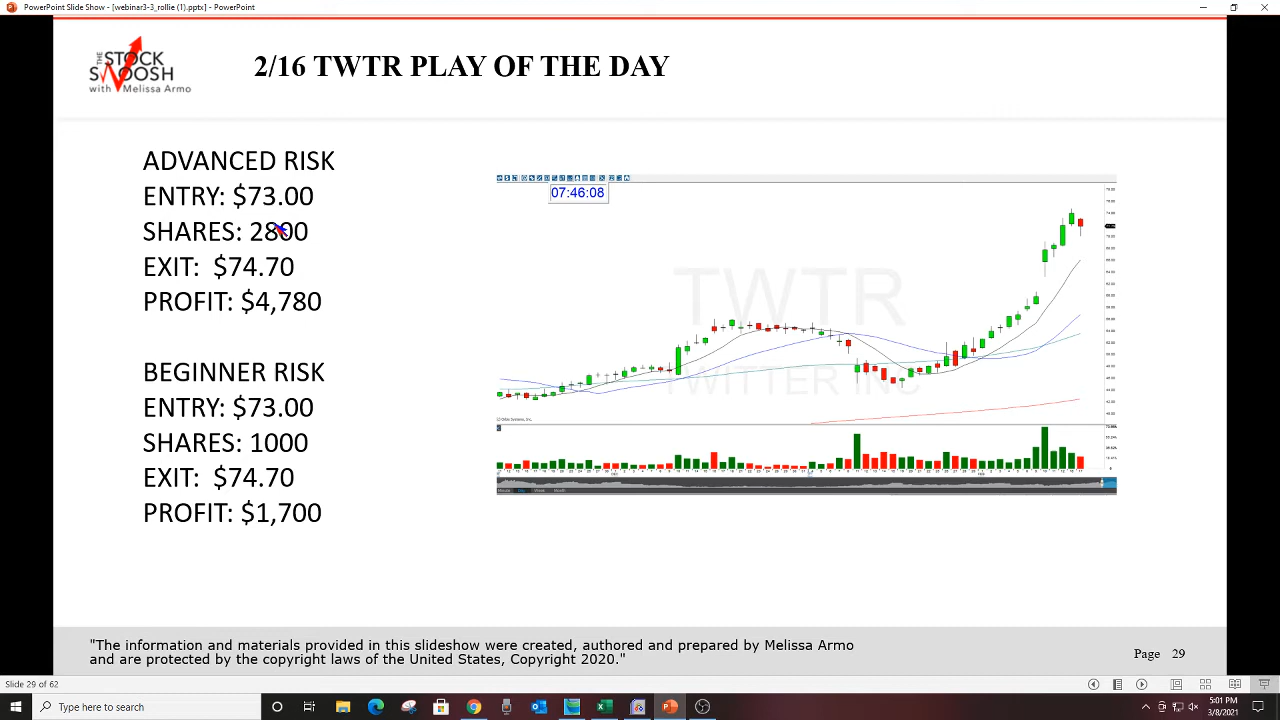 PowerPoint Slide Show - [webinar3-3_rollie (1).pptx] - PowerPoint
THE
STOCK
SWOOSH
with Melissa Armo
2/16 TWTR PLAY OF THE DAY
ADVANCED RISK
ENTRY: $73.00
SHARES: 2800
EXIT: $74.70
PROFIT: $4,780
BEGINNER RISK
ENTRY: $73.00
SHARES: 1000
EXIT: $74.70
PROFIT: $1,700
07:46:08
TWTR
TWITTER INC
"The information and materials provided in this slideshow were created, authored and prepared by Melissa Armo
and are protected by the copyright laws of the United States, Copyright 2020."
Page 29
Slide 29 of 62
Type here to search
5:01 PM
3/8/2021